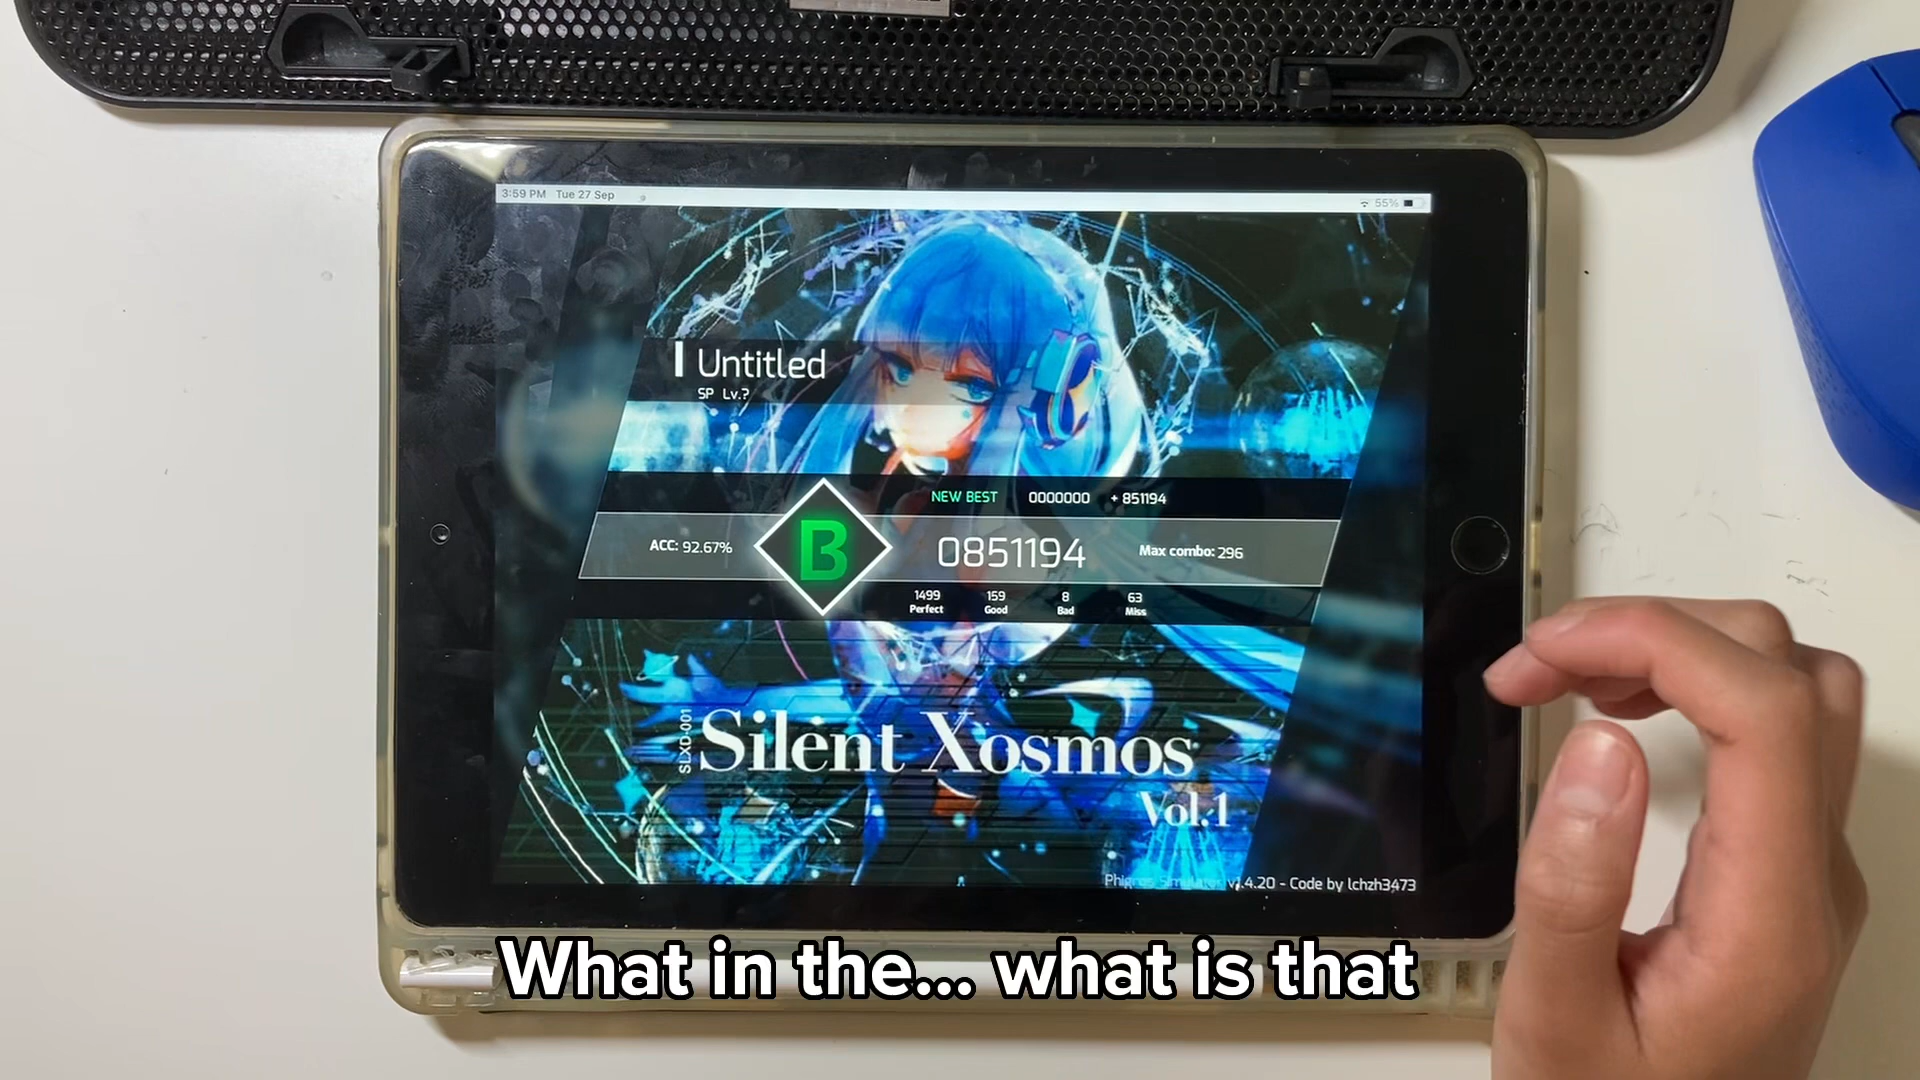 3:59 PM Tue 27 Sep
55%
Untitled
SP Lv.?
NEW BEST 0000000 + 851194
ACC: 92.67%
B
0851194
Max combo: 296
1499 159 8 63
Perfect Good Bad Miss
SLXD-001
Silent Xosmos
Vol.1
Phigros Simulator v1.4.20 - Code by lchzh3473
What in the... what is that